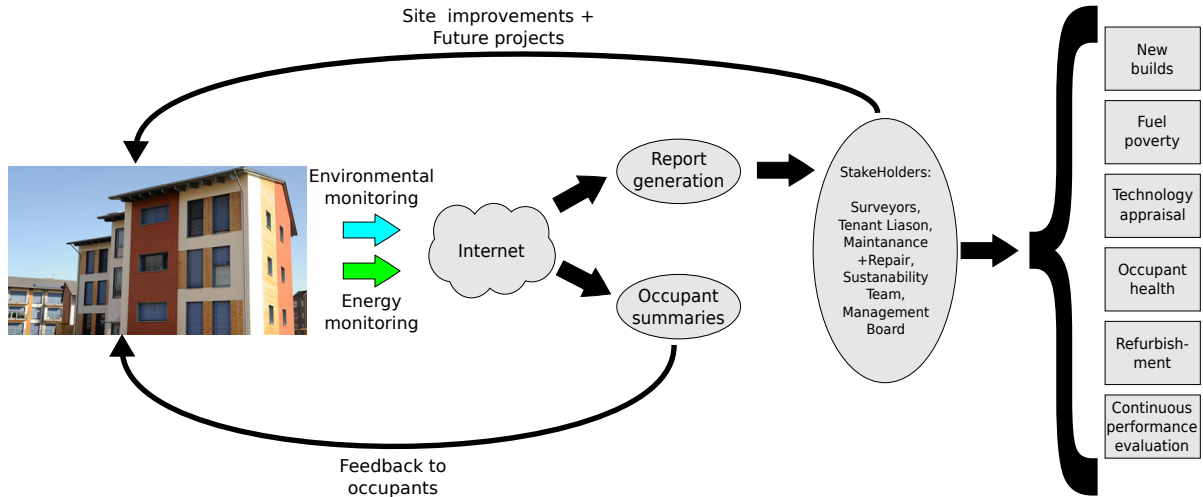 Site improvements +
Future projects
Environmental
monitoring
Energy
monitoring
Internet
Report
generation
Occupant
summaries
StakeHolders:
Surveyors,
Tenant Liason,
Maintanance
+Repair,
Sustanability
Team,
Management
Board
New
builds
Fuel
poverty
Technology
appraisal
Occupant
health
Refurbish-
ment
Continuous
performance
evaluation
Feedback to
occupants